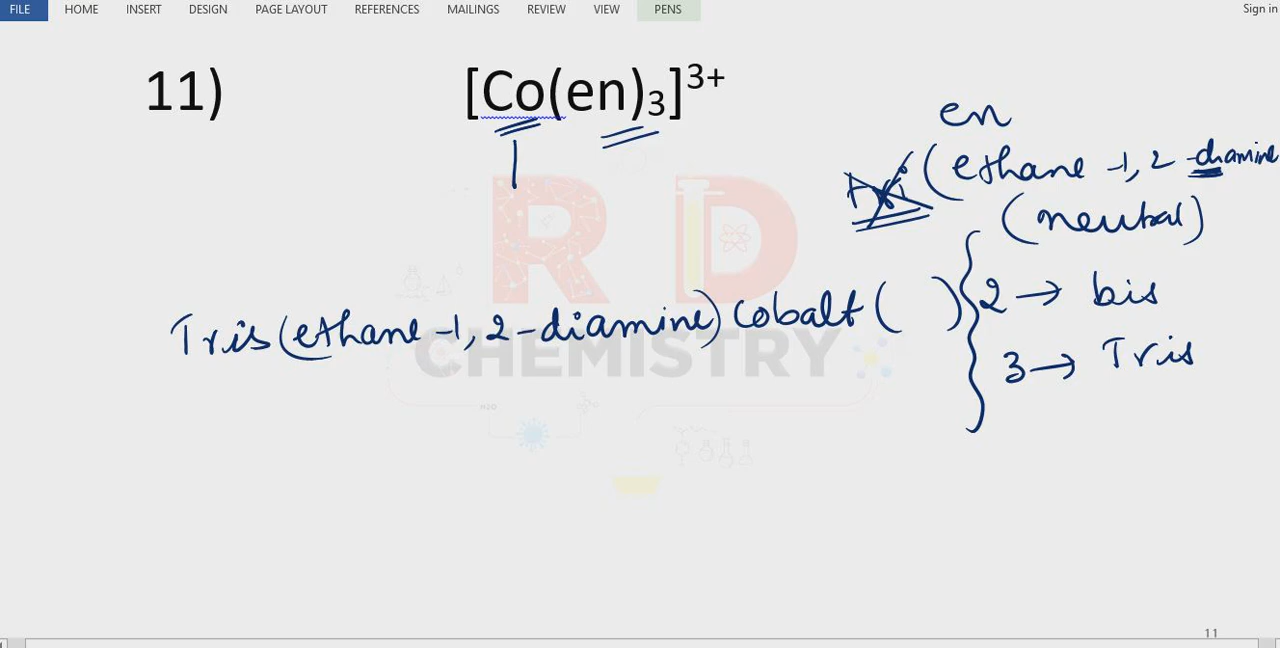 FILE HOME INSERT DESIGN PAGE LAYOUT REFERENCES MAILINGS REVIEW VIEW PENS Sign in
11) [Co(en)₃]³⁺
en
(ethane-1,2-diamine
(neutral)
2 → bis
3 → Tris
Tris(ethane-1,2-diamine)cobalt( )
R D
CHEMISTRY
H2O
11